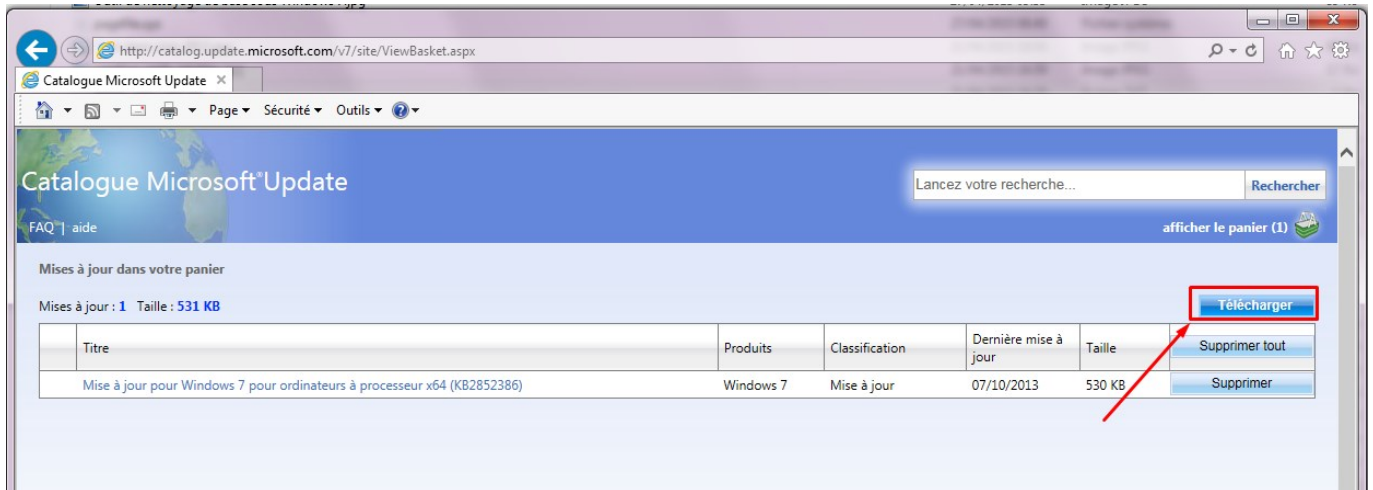 http://catalog.update.microsoft.com/v7/site/ViewBasket.aspx
Catalogue Microsoft Update
Page Sécurité Outils
Catalogue Microsoft®Update
Lancez votre recherche... Rechercher
FAQ | aide
afficher le panier (1)
Mises à jour dans votre panier
Mises à jour : 1 Taille : 531 KB
Télécharger
Titre Produits Classification Dernière mise à jour Taille Supprimer tout
Mise à jour pour Windows 7 pour ordinateurs à processeur x64 (KB2852386) Windows 7 Mise à jour 07/10/2013 530 KB Supprimer